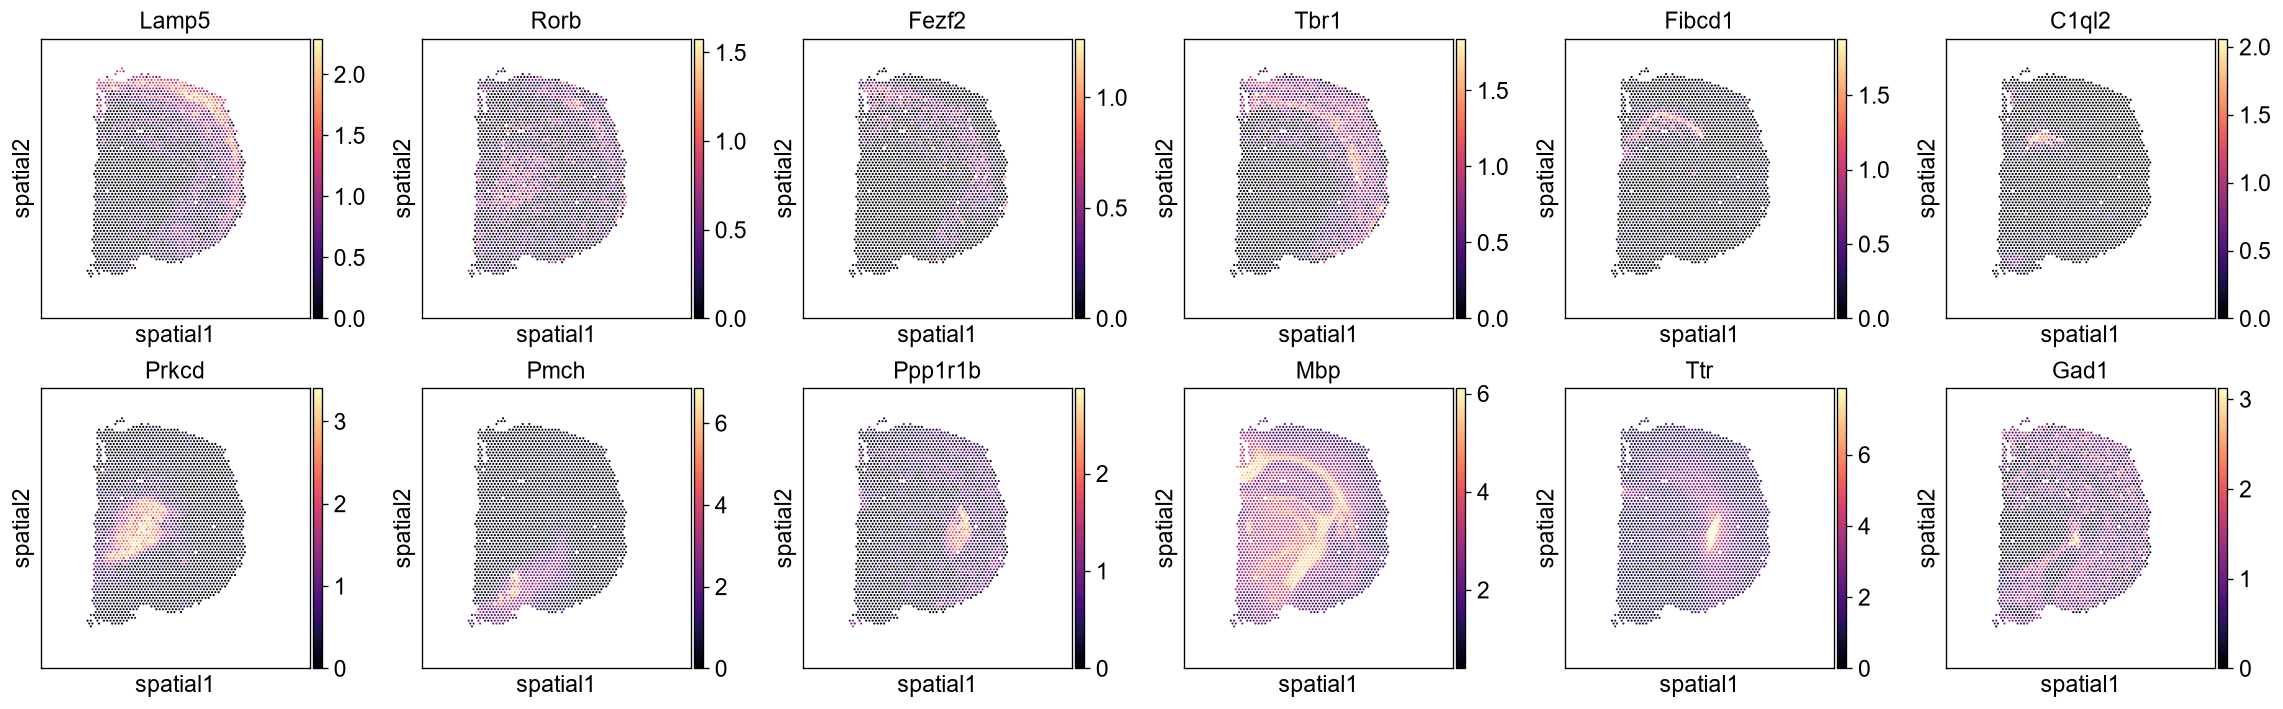 Lamp5
Rorb
Fezf2
Tbr1
Fibcd1
C1ql2
spatial2
2.0
1.5
1.0
0.5
0.0
spatial1
spatial2
1.5
1.0
0.5
0.0
spatial1
spatial2
1.0
0.5
0.0
spatial1
spatial2
1.5
1.0
0.5
0.0
spatial1
spatial2
1.5
1.0
0.5
0.0
spatial1
spatial2
2.0
1.5
1.0
0.5
0.0
spatial1
Prkcd
Pmch
Ppp1r1b
Mbp
Ttr
Gad1
spatial2
3
2
1
0
spatial1
spatial2
6
4
2
0
spatial1
spatial2
2
1
0
spatial1
spatial2
6
4
2
spatial1
spatial2
6
4
2
0
spatial1
spatial2
3
2
1
0
spatial1